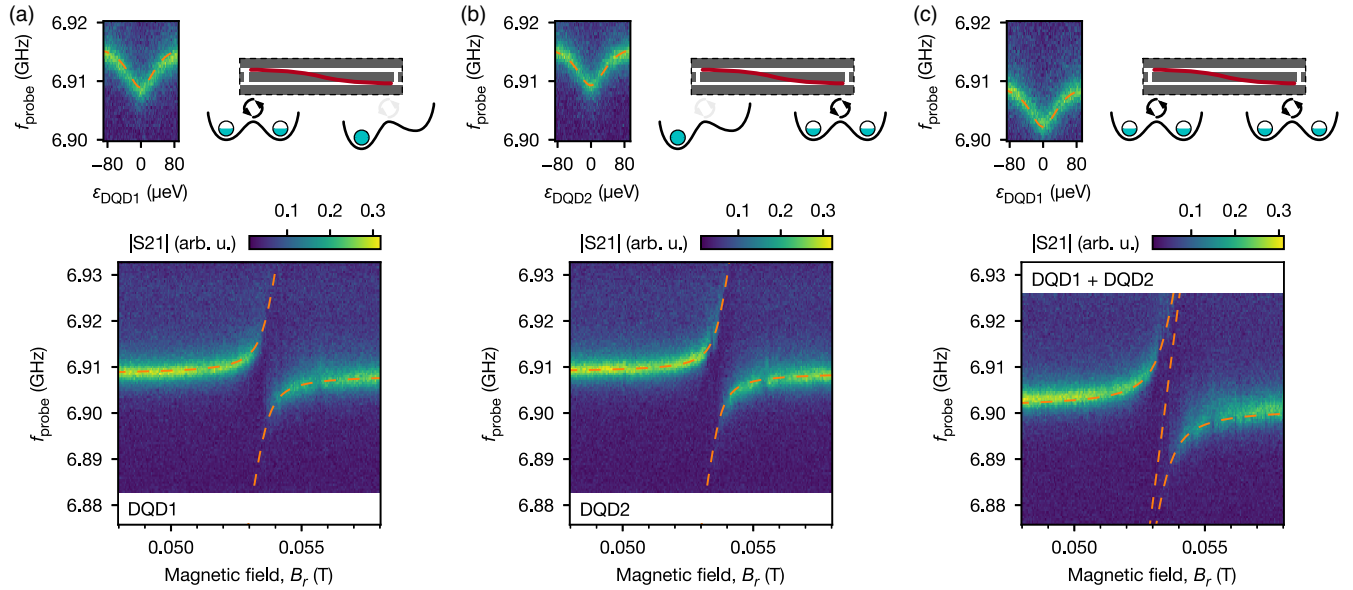 (a)
6.92
6.91
6.90
f_probe (GHz)
−80 0 80
ε_DQD1 (µeV)
0.1 0.2 0.3
|S21| (arb. u.)
6.93
6.92
6.91
6.90
6.89
6.88
f_probe (GHz)
DQD1
0.050 0.055
Magnetic field, B_r (T)
(b)
6.92
6.91
6.90
f_probe (GHz)
−80 0 80
ε_DQD2 (µeV)
0.1 0.2 0.3
|S21| (arb. u.)
6.93
6.92
6.91
6.90
6.89
6.88
f_probe (GHz)
DQD2
0.050 0.055
Magnetic field, B_r (T)
(c)
6.92
6.91
6.90
f_probe (GHz)
−80 0 80
ε_DQD1 (µeV)
0.1 0.2 0.3
|S21| (arb. u.)
DQD1 + DQD2
6.93
6.92
6.91
6.90
6.89
6.88
f_probe (GHz)
0.050 0.055
Magnetic field, B_r (T)